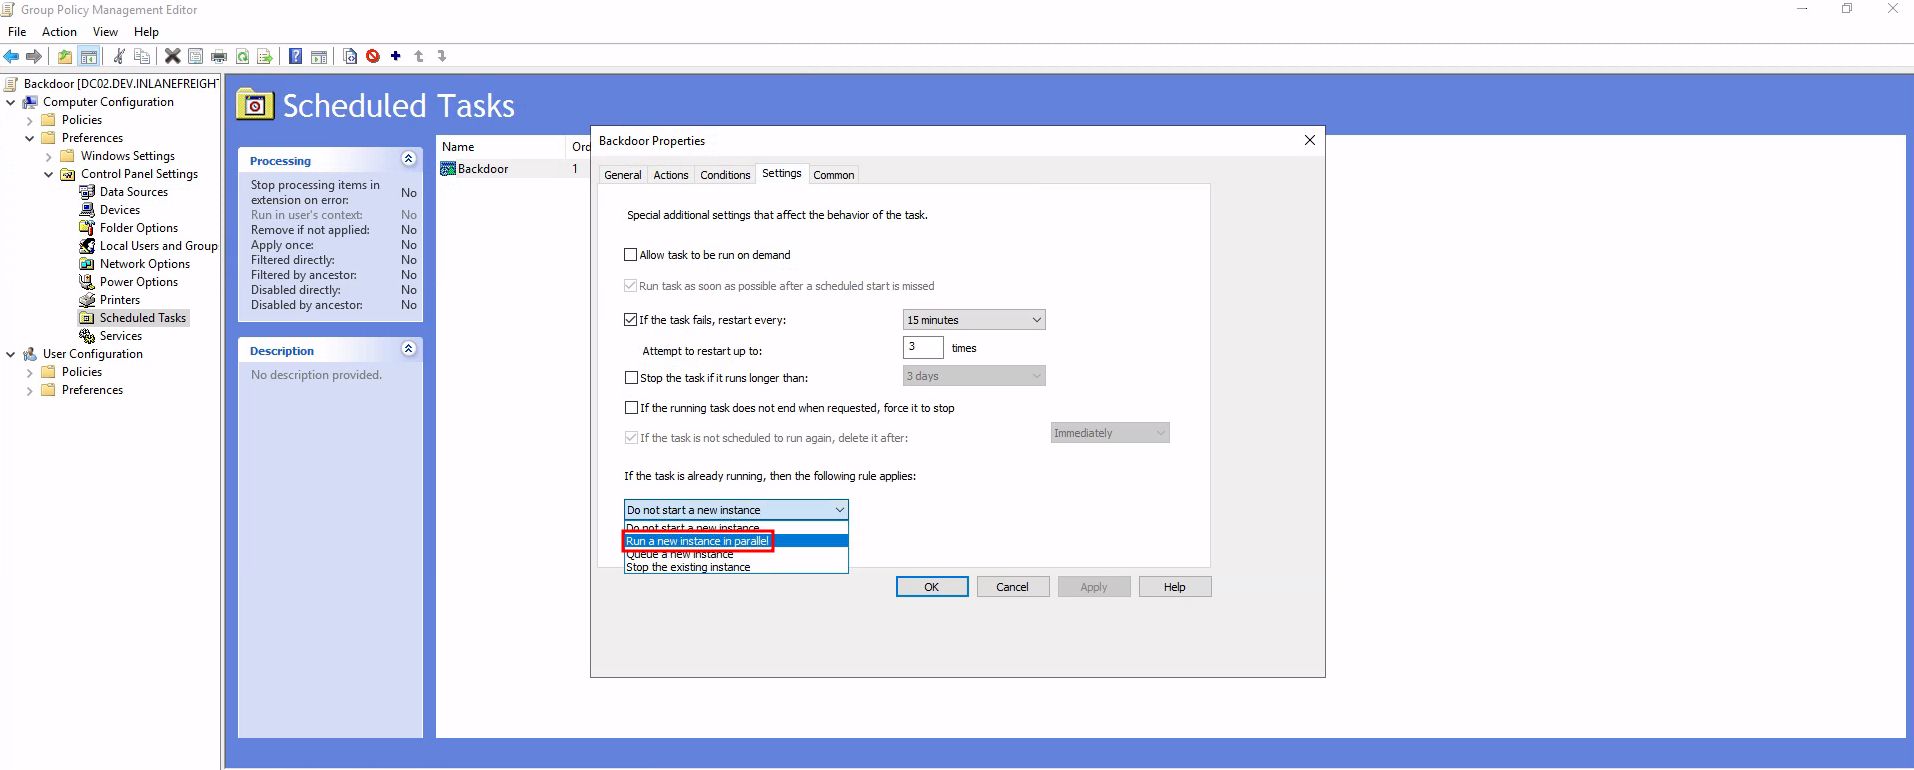 Group Policy Management Editor
File Action View Help
Backdoor [DC02.DEV.INLANEFREIGHT
Computer Configuration
Policies
Preferences
Windows Settings
Control Panel Settings
Data Sources
Devices
Folder Options
Local Users and Group
Network Options
Power Options
Printers
Scheduled Tasks
Services
User Configuration
Policies
Preferences
Scheduled Tasks
Processing
Stop processing items in extension on error: No
Run in user's context: No
Remove if not applied: No
Apply once: No
Filtered directly: No
Filtered by ancestor: No
Disabled directly: No
Disabled by ancestor: No
Description
No description provided.
Name Ord
Backdoor 1
Backdoor Properties
General Actions Conditions Settings Common
Special additional settings that affect the behavior of the task.
Allow task to be run on demand
Run task as soon as possible after a scheduled start is missed
If the task fails, restart every: 15 minutes
Attempt to restart up to: 3 times
Stop the task if it runs longer than: 3 days
If the running task does not end when requested, force it to stop
If the task is not scheduled to run again, delete it after: Immediately
If the task is already running, then the following rule applies:
Do not start a new instance
Do not start a new instance
Run a new instance in parallel
Queue a new instance
Stop the existing instance
OK Cancel Apply Help